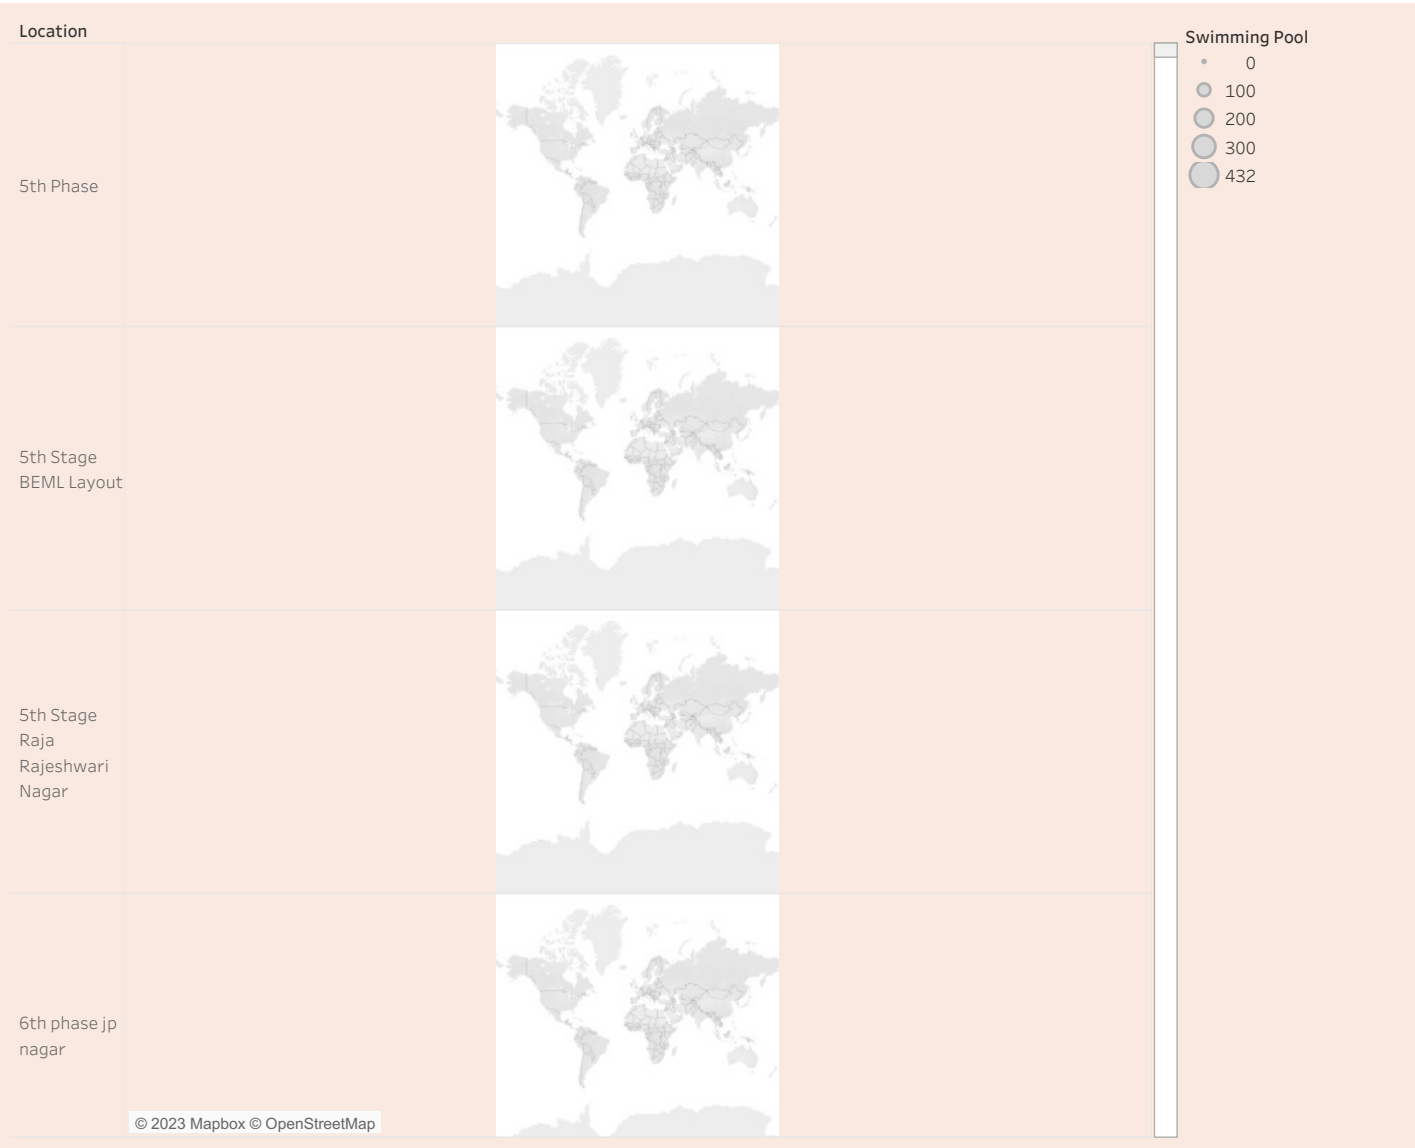 Location
Swimming Pool
0
100
200
300
432
5th Phase
5th Stage
BEML Layout
5th Stage
Raja
Rajeshwari
Nagar
6th phase jp
nagar
© 2023 Mapbox © OpenStreetMap